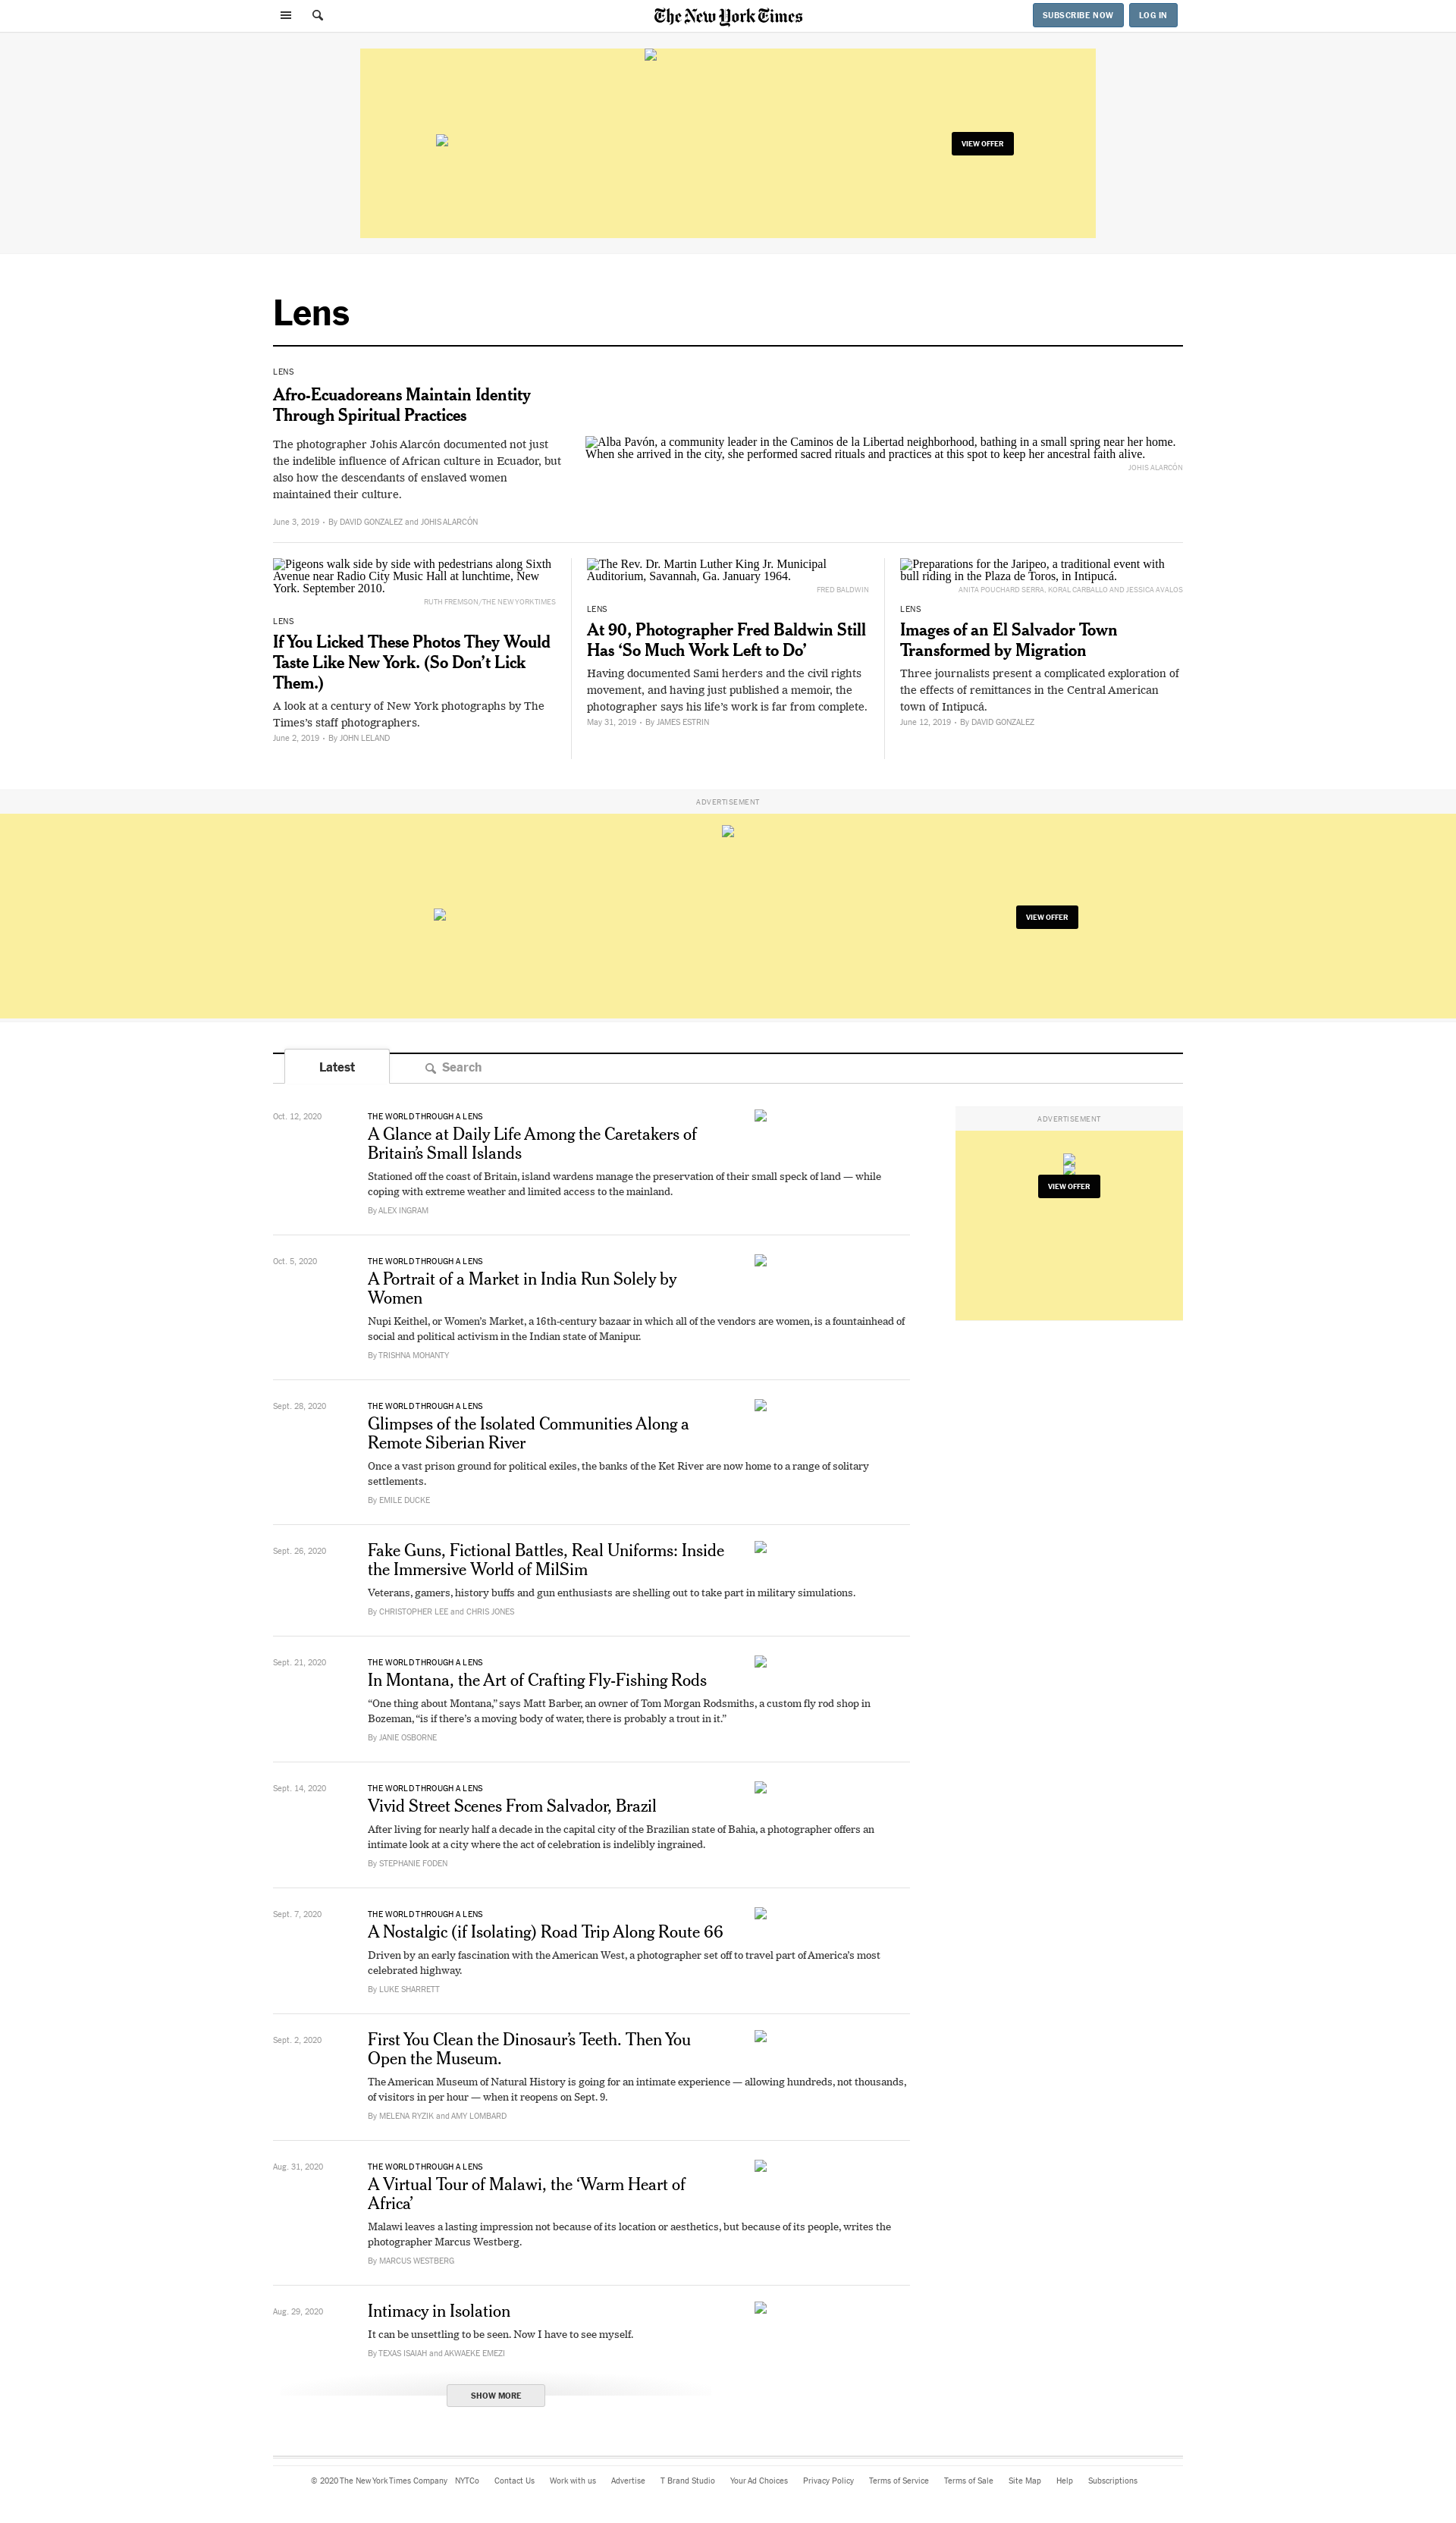 The New York Times
SUBSCRIBE NOW
LOG IN
VIEW OFFER
Lens
LENS
Afro-Ecuadoreans Maintain Identity
Through Spiritual Practices
The photographer Johis Alarcón documented not just
the indelible influence of African culture in Ecuador, but
also how the descendants of enslaved women
maintained their culture.
June 3, 2019 • By DAVID GONZALEZ and JOHIS ALARCÓN
Alba Pavón, a community leader in the Caminos de la Libertad neighborhood, bathing in a small spring near her home.
When she arrived in the city, she performed sacred rituals and practices at this spot to keep her ancestral faith alive.
JOHIS ALARCÓN
Pigeons walk side by side with pedestrians along Sixth
Avenue near Radio City Music Hall at lunchtime, New
York. September 2010.
RUTH FREMSON/THE NEW YORK TIMES
LENS
If You Licked These Photos They Would
Taste Like New York. (So Don’t Lick
Them.)
A look at a century of New York photographs by The
Times’s staff photographers.
June 2, 2019 • By JOHN LELAND
The Rev. Dr. Martin Luther King Jr. Municipal
Auditorium, Savannah, Ga. January 1964.
FRED BALDWIN
LENS
At 90, Photographer Fred Baldwin Still
Has ‘So Much Work Left to Do’
Having documented Sami herders and the civil rights
movement, and having just published a memoir, the
photographer says his life’s work is far from complete.
May 31, 2019 • By JAMES ESTRIN
Preparations for the Jaripeo, a traditional event with
bull riding in the Plaza de Toros, in Intipucá.
ANITA POUCHARD SERRA, KORAL CARBALLO AND JESSICA AVALOS
LENS
Images of an El Salvador Town
Transformed by Migration
Three journalists present a complicated exploration of
the effects of remittances in the Central American
town of Intipucá.
June 12, 2019 • By DAVID GONZALEZ
ADVERTISEMENT
VIEW OFFER
Latest
Search
Oct. 12, 2020
THE WORLD THROUGH A LENS
A Glance at Daily Life Among the Caretakers of
Britain’s Small Islands
Stationed off the coast of Britain, island wardens manage the preservation of their small speck of land — while
coping with extreme weather and limited access to the mainland.
By ALEX INGRAM
ADVERTISEMENT
VIEW OFFER
Oct. 5, 2020
THE WORLD THROUGH A LENS
A Portrait of a Market in India Run Solely by
Women
Nupi Keithel, or Women’s Market, a 16th-century bazaar in which all of the vendors are women, is a fountainhead of
social and political activism in the Indian state of Manipur.
By TRISHNA MOHANTY
Sept. 28, 2020
THE WORLD THROUGH A LENS
Glimpses of the Isolated Communities Along a
Remote Siberian River
Once a vast prison ground for political exiles, the banks of the Ket River are now home to a range of solitary
settlements.
By EMILE DUCKE
Sept. 26, 2020
Fake Guns, Fictional Battles, Real Uniforms: Inside
the Immersive World of MilSim
Veterans, gamers, history buffs and gun enthusiasts are shelling out to take part in military simulations.
By CHRISTOPHER LEE and CHRIS JONES
Sept. 21, 2020
THE WORLD THROUGH A LENS
In Montana, the Art of Crafting Fly-Fishing Rods
“One thing about Montana,” says Matt Barber, an owner of Tom Morgan Rodsmiths, a custom fly rod shop in
Bozeman, “is if there’s a moving body of water, there is probably a trout in it.”
By JANIE OSBORNE
Sept. 14, 2020
THE WORLD THROUGH A LENS
Vivid Street Scenes From Salvador, Brazil
After living for nearly half a decade in the capital city of the Brazilian state of Bahia, a photographer offers an
intimate look at a city where the act of celebration is indelibly ingrained.
By STEPHANIE FODEN
Sept. 7, 2020
THE WORLD THROUGH A LENS
A Nostalgic (if Isolating) Road Trip Along Route 66
Driven by an early fascination with the American West, a photographer set off to travel part of America’s most
celebrated highway.
By LUKE SHARRETT
Sept. 2, 2020
First You Clean the Dinosaur’s Teeth. Then You
Open the Museum.
The American Museum of Natural History is going for an intimate experience — allowing hundreds, not thousands,
of visitors in per hour — when it reopens on Sept. 9.
By MELENA RYZIK and AMY LOMBARD
Aug. 31, 2020
THE WORLD THROUGH A LENS
A Virtual Tour of Malawi, the ‘Warm Heart of
Africa’
Malawi leaves a lasting impression not because of its location or aesthetics, but because of its people, writes the
photographer Marcus Westberg.
By MARCUS WESTBERG
Aug. 29, 2020
Intimacy in Isolation
It can be unsettling to be seen. Now I have to see myself.
By TEXAS ISAIAH and AKWAEKE EMEZI
SHOW MORE
© 2020 The New York Times Company NYTCo Contact Us Work with us Advertise T Brand Studio Your Ad Choices Privacy Policy Terms of Service Terms of Sale Site Map Help Subscriptions